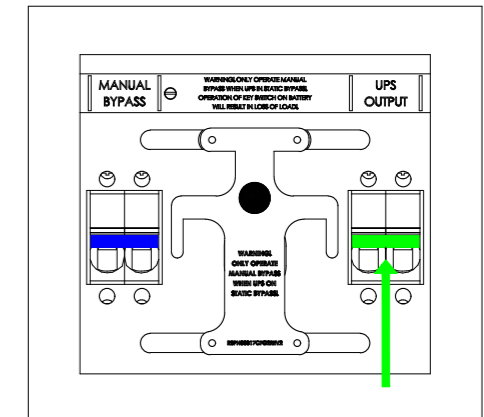 MANUAL
BYPASS
WARNING!, ONLY OPERATE MANUAL
BYPASS WHEN UPS IN STATIC BYPASS!.
OPERATION OF KEY SWITCH ON BATTERY
WILL RESULT IN LOSS OF LOAD!.
UPS
OUTPUT
WARNING!,
ONLY OPERATE
MANUAL BYPASS
WHEN UPS ON
STATIC BYPASS!.